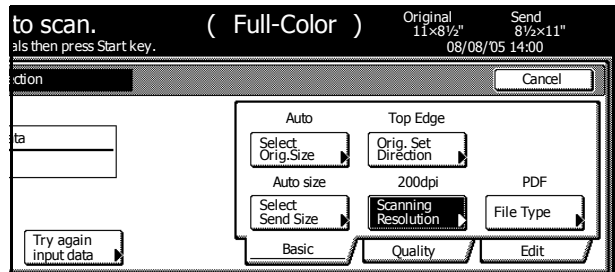 to scan.
( Full-Color )
Original
11×8½"
Send
8½×11"
als then press Start key.
08/08/'05 14:00
ction
Cancel
ta
Auto
Top Edge
Select
Orig.Size
Orig. Set
Direction
Auto size
200dpi
PDF
Select
Send Size
Scanning
Resolution
File Type
Try again
input data
Basic
Quality
Edit